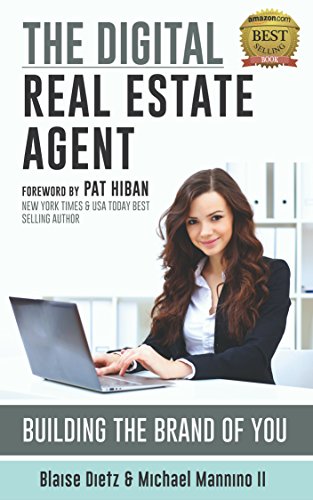 THE DIGITAL
REAL ESTATE
AGENT
amazon.com
BEST
SELLING
BOOK
FOREWORD BY PAT HIBAN
NEW YORK TIMES & USA TODAY BEST
SELLING AUTHOR
BUILDING THE BRAND OF YOU
Blaise Dietz & Michael Mannino II